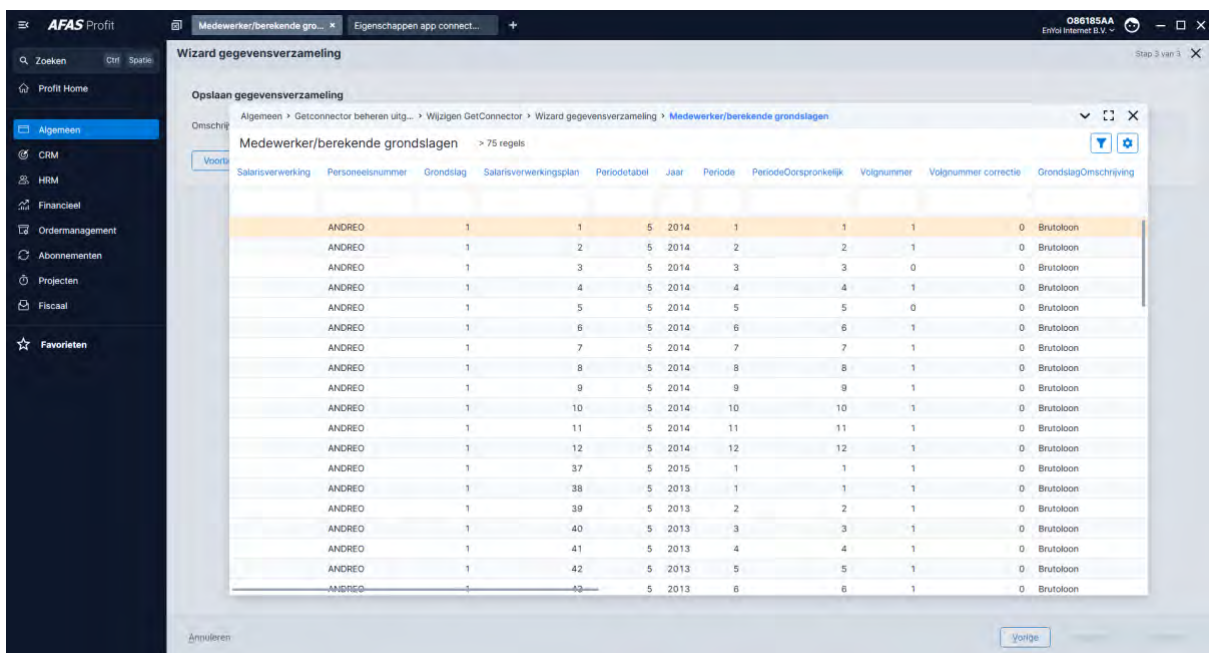 AFAS Profit
Medewerker/berekende gro... ×
Eigenschappen app connect...
+
O86185AA
EnYoi Internet B.V.
Zoeken Ctrl Spatie
Profit Home
Algemeen
CRM
HRM
Financieel
Ordermanagement
Abonnementen
Projecten
Fiscaal
Favorieten
Wizard gegevensverzameling
Stap 3 van 3
Opslaan gegevensverzameling
Omschrij
Voorb
Algemeen › Getconnector beheren uitg... › Wijzigen GetConnector › Wizard gegevensverzameling › Medewerker/berekende grondslagen
Medewerker/berekende grondslagen > 75 regels
Salarisverwerking Personeelsnummer Grondslag Salarisverwerkingsplan Periodetabel Jaar Periode PeriodeOorspronkelijk Volgnummer Volgnummer correctie GrondslagOmschrijving
ANDREO 1 1 5 2014 1 1 1 0 Brutoloon
ANDREO 1 2 5 2014 2 2 1 0 Brutoloon
ANDREO 1 3 5 2014 3 3 0 0 Brutoloon
ANDREO 1 4 5 2014 4 4 1 0 Brutoloon
ANDREO 1 5 5 2014 5 5 0 0 Brutoloon
ANDREO 1 6 5 2014 6 6 1 0 Brutoloon
ANDREO 1 7 5 2014 7 7 1 0 Brutoloon
ANDREO 1 8 5 2014 8 8 1 0 Brutoloon
ANDREO 1 9 5 2014 9 9 1 0 Brutoloon
ANDREO 1 10 5 2014 10 10 1 0 Brutoloon
ANDREO 1 11 5 2014 11 11 1 0 Brutoloon
ANDREO 1 12 5 2014 12 12 1 0 Brutoloon
ANDREO 1 37 5 2015 1 1 1 0 Brutoloon
ANDREO 1 38 5 2013 1 1 1 0 Brutoloon
ANDREO 1 39 5 2013 2 2 1 0 Brutoloon
ANDREO 1 40 5 2013 3 3 1 0 Brutoloon
ANDREO 1 41 5 2013 4 4 1 0 Brutoloon
ANDREO 1 42 5 2013 5 5 1 0 Brutoloon
ANDREO 1 43 5 2013 6 6 1 0 Brutoloon
Annuleren
Vorige